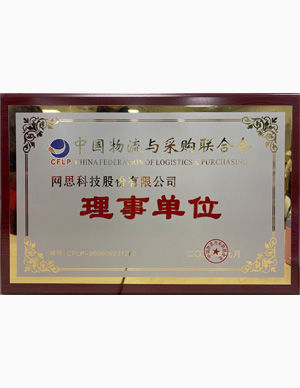 中国物流与采购联合会
CFLP CHINA FEDERATION OF LOGISTICS & PURCHASING
网思科技股份有限公司
理事单位